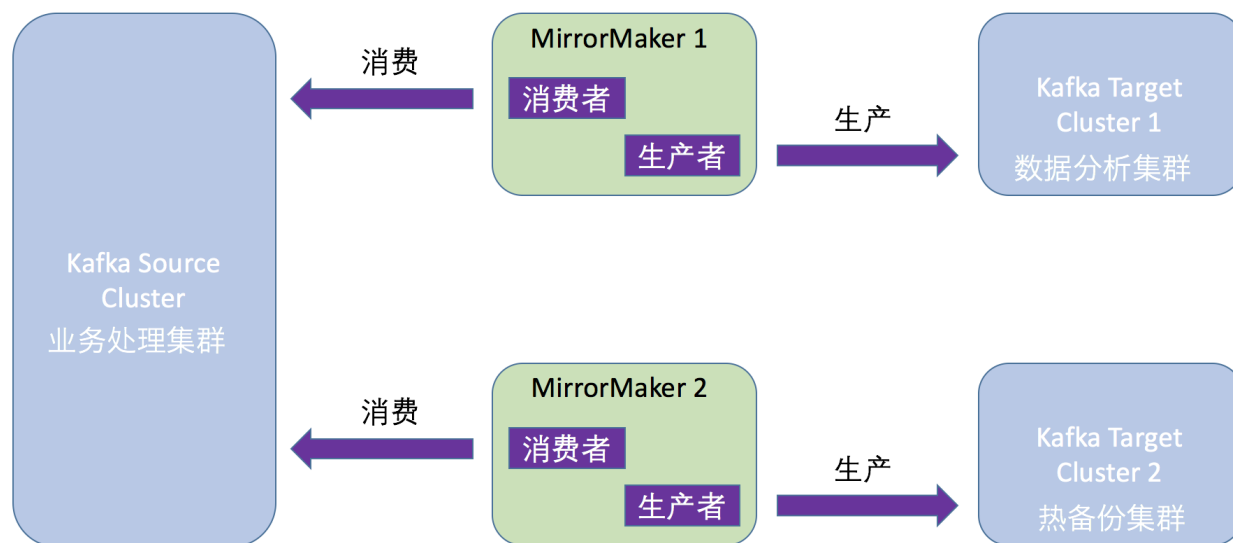 Kafka Source
Cluster
业务处理集群
消费
MirrorMaker 1
消费者
生产者
生产
Kafka Target
Cluster 1
数据分析集群
消费
MirrorMaker 2
消费者
生产者
生产
Kafka Target
Cluster 2
热备份集群